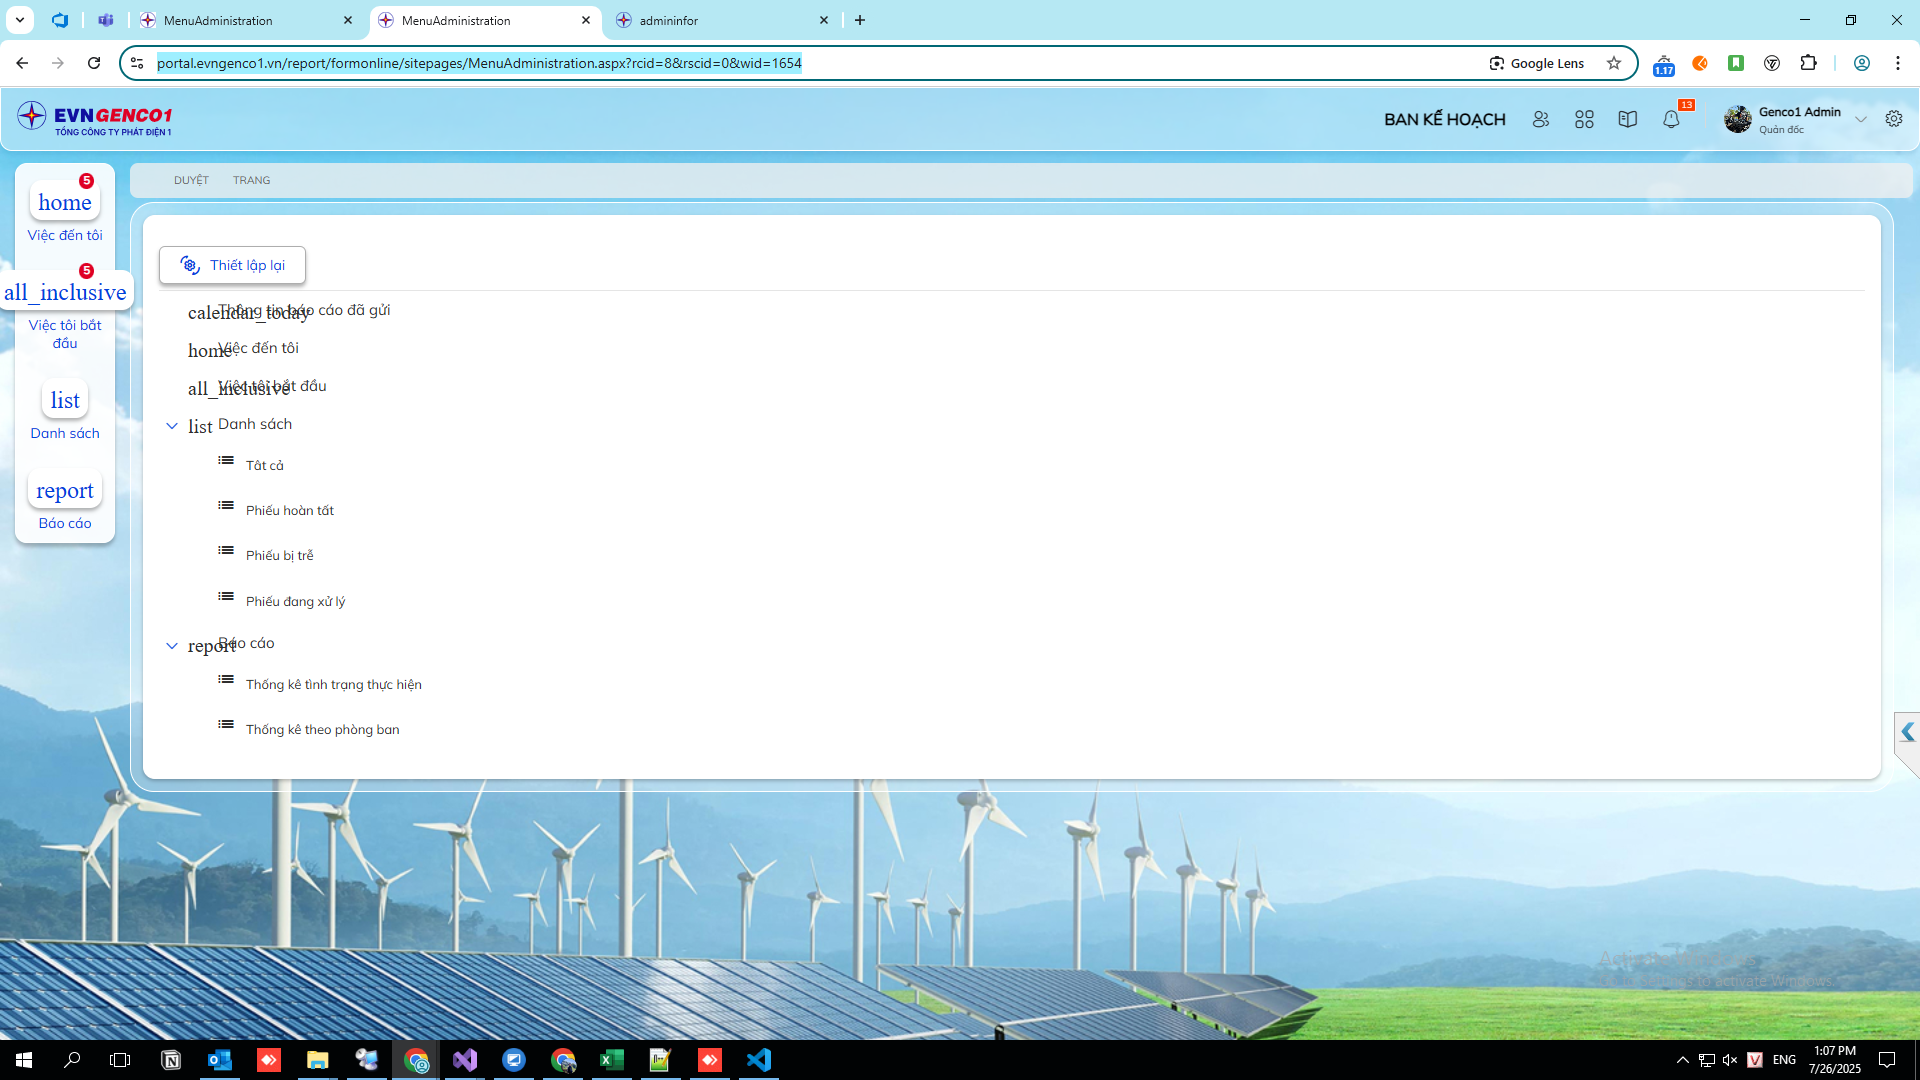 MenuAdministration
MenuAdministration
admininfor
portal.evngenco1.vn/report/formonline/sitepages/MenuAdministration.aspx?rcid=8&rscid=0&wid=1654
Google Lens
1.17
EVNGENCO1
TỔNG CÔNG TY PHÁT ĐIỆN 1
BAN KẾ HOẠCH
13
Genco1 Admin
Quản đốc
DUYỆT
TRANG
5
home
Việc đến tôi
5
all_inclusive
Việc tôi bắt
đầu
list
Danh sách
report
Báo cáo
Thiết lập lại
calendar_today
Thông tin báo cáo đã gửi
home
Việc đến tôi
all_inclusive
Việc tôi bắt đầu
list
Danh sách
Tât cả
Phiếu hoàn tất
Phiếu bị trễ
Phiếu đang xử lý
report
Báo cáo
Thống kê tình trạng thực hiện
Thống kê theo phòng ban
Activate Windows
Go to Settings to activate Windows.
ENG
1:07 PM
7/26/2025